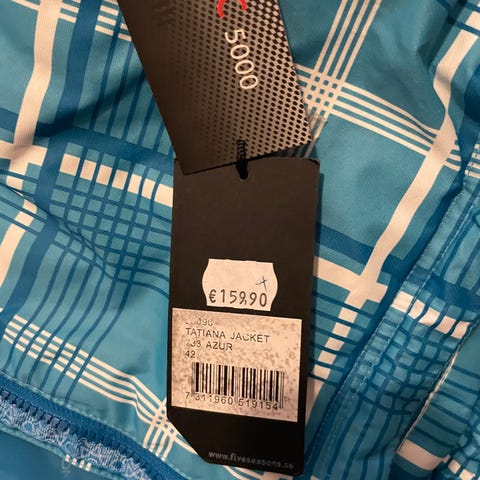 5000
€159,90
TATIANA JACKET
AZUR
42
7 311960 519154
www.fiveseasons.se